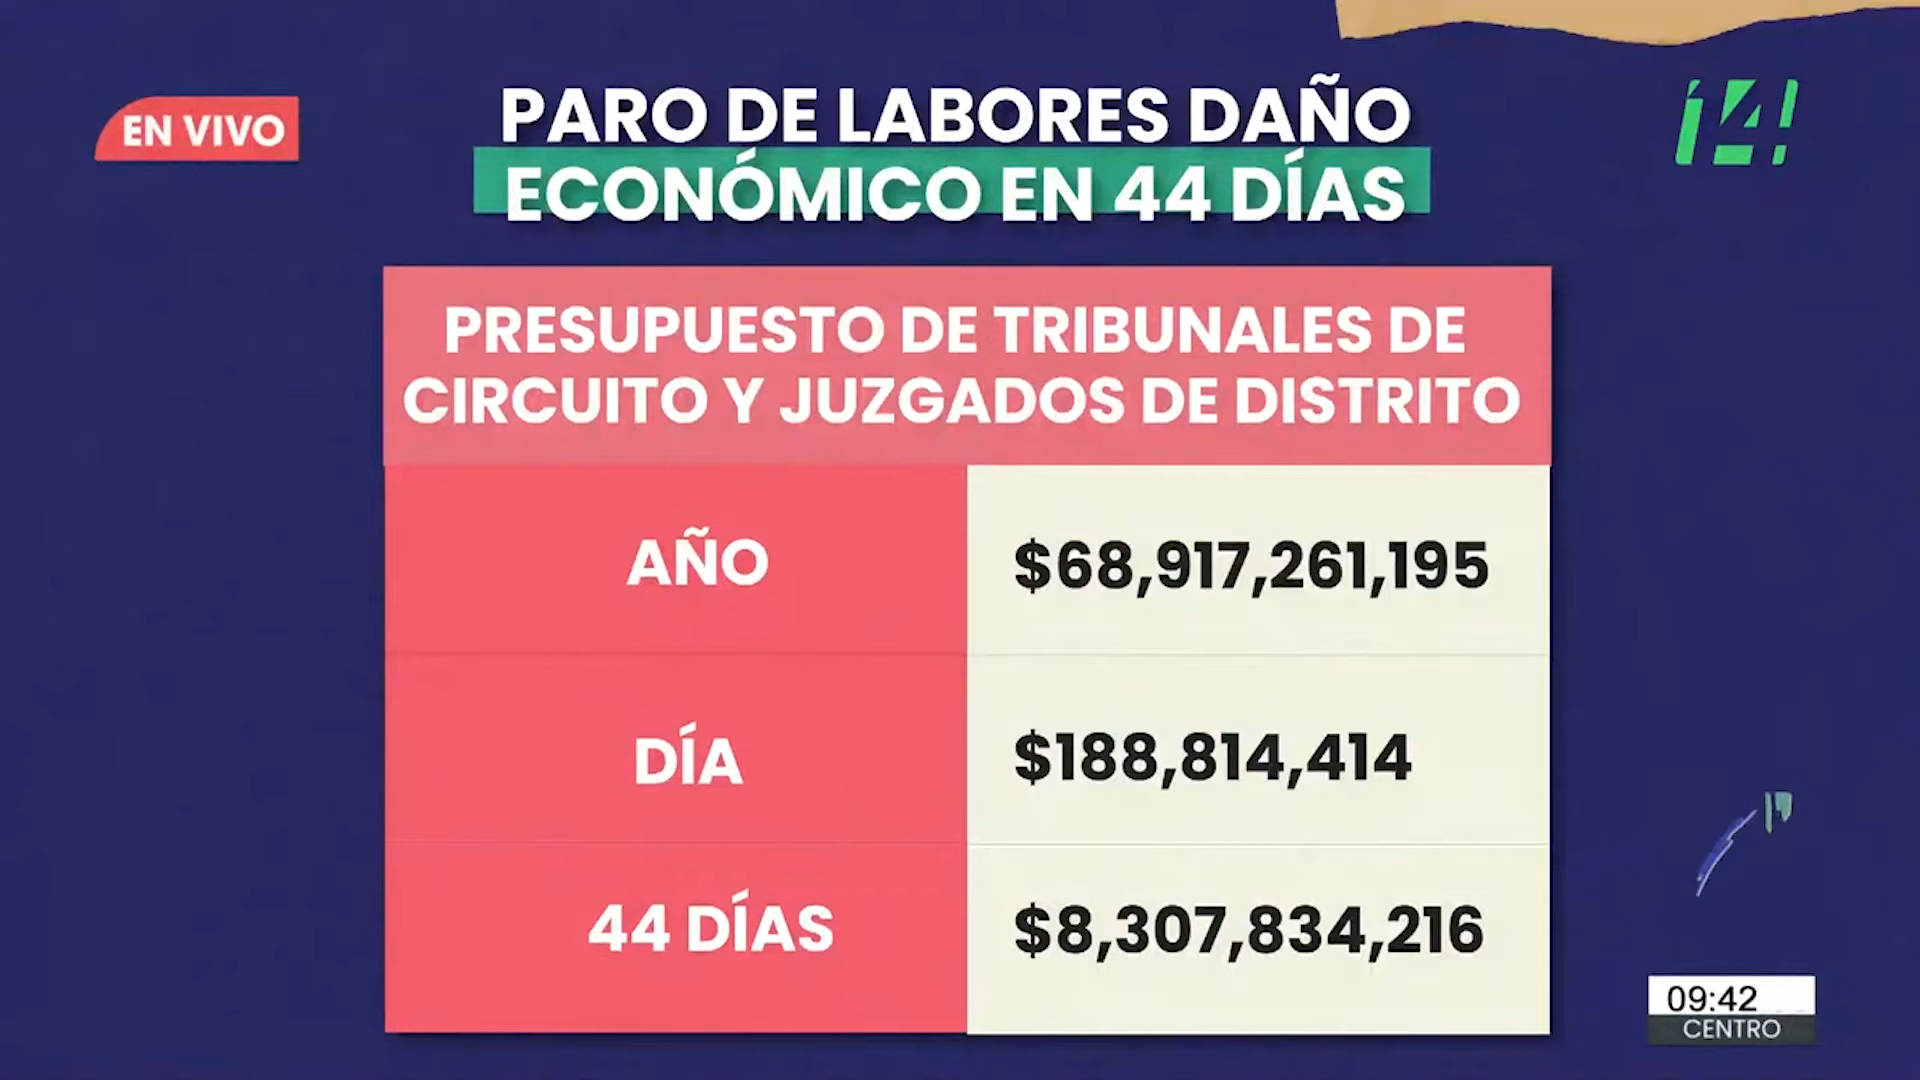 EN VIVO
PARO DE LABORES DAÑO
ECONÓMICO EN 44 DÍAS
14!
PRESUPUESTO DE TRIBUNALES DE
CIRCUITO Y JUZGADOS DE DISTRITO
AÑO $68,917,261,195
DÍA $188,814,414
44 DÍAS $8,307,834,216
09:42
CENTRO